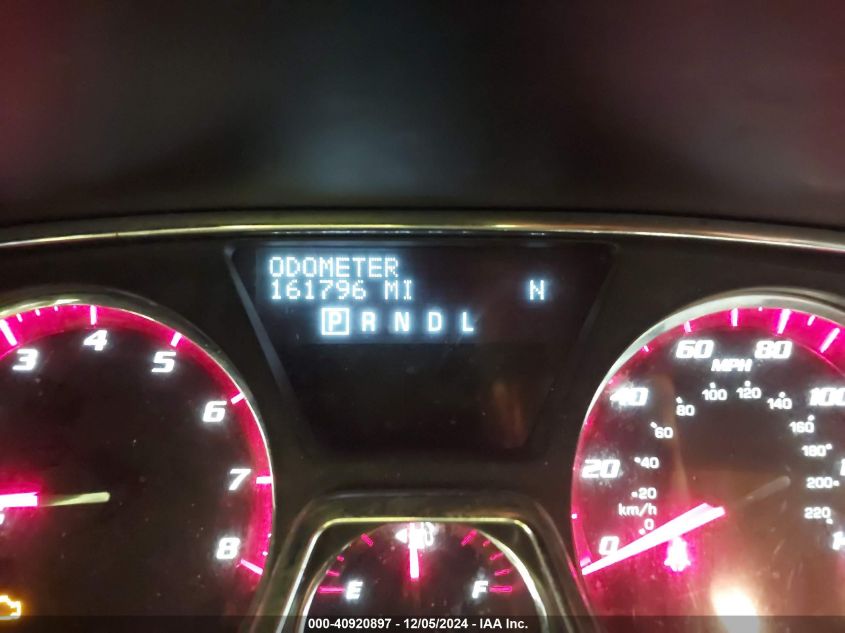 ODOMETER
161796 MI N
P R N D L
3 4 5 6 7 8
0 20 40 60 80 100
MPH
0 20 40 60 80 100 120 140 160 180 200 220
km/h
E F
000-40920897 - 12/05/2024 - IAA Inc.